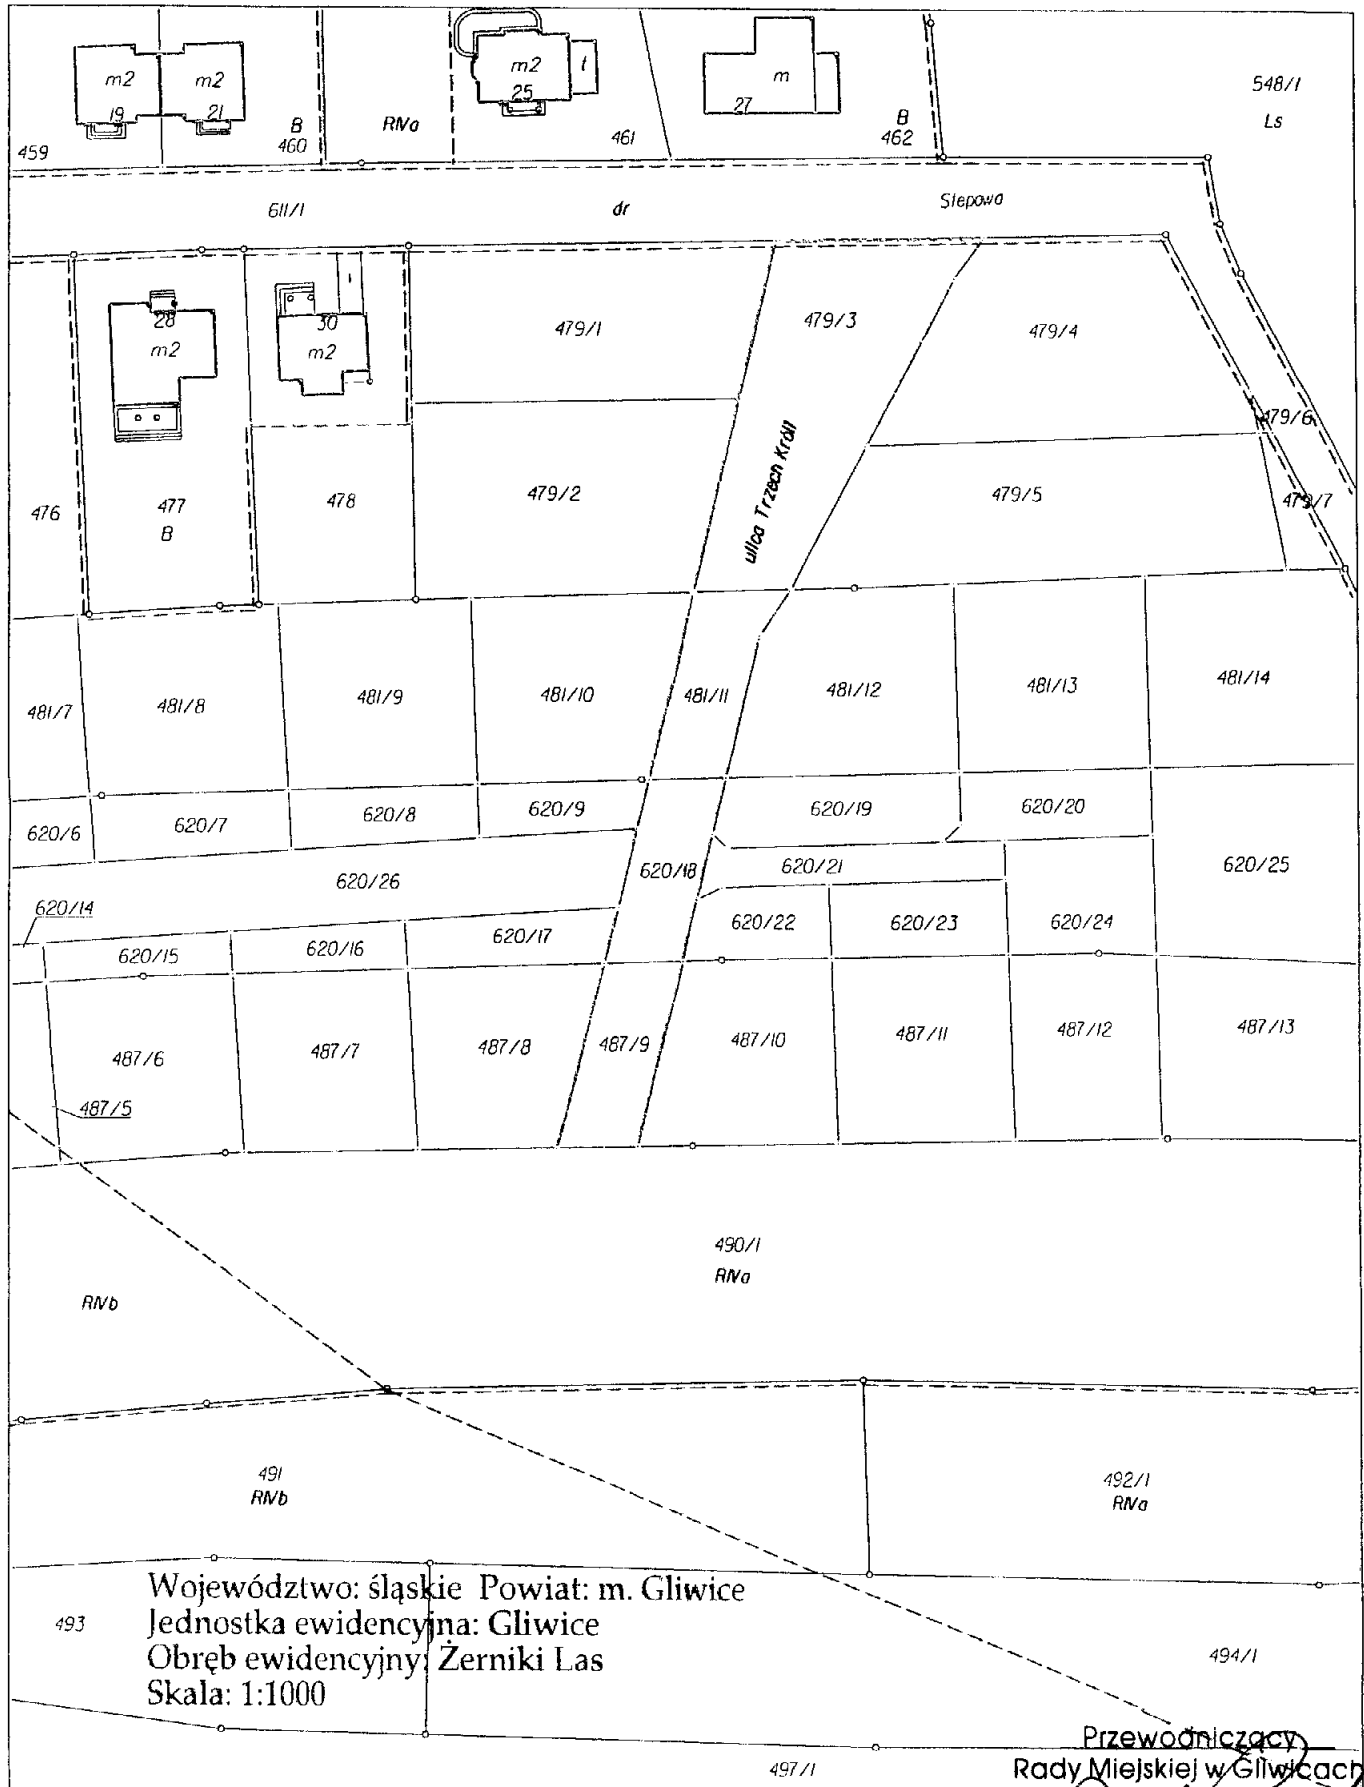 m2 m2 m2 t m 548/1
19 21 25 27 Ls
B RIVa B
459 460 461 462
611/1 dr Ślepowa
28 30
m2 m2 479/1 479/3 479/4
479/6
476 477 478 479/2 ulica Trzech Króli 479/5 479/7
B
481/7 481/8 481/9 481/10 481/11 481/12 481/13 481/14
620/6 620/7 620/8 620/9 620/19 620/20
620/26 620/18 620/21 620/25
620/14
620/15 620/16 620/17 620/22 620/23 620/24
487/6 487/7 487/8 487/9 487/10 487/11 487/12 487/13
487/5
490/1
RIVa
RIVb
491 492/1
RIVb RIVa
Województwo: śląskie Powiat: m. Gliwice
493 Jednostka ewidencyjna: Gliwice
Obręb ewidencyjny: Żerniki Las 494/1
Skala: 1:1000
Przewodniczący
Rady Miejskiej w Gliwicach
497/1